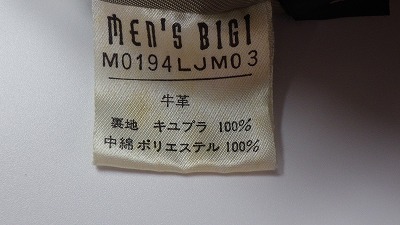 MEN'S BIGI
M0194LJM03
牛革
裏地 キュプラ 100%
中綿 ポリエステル 100%